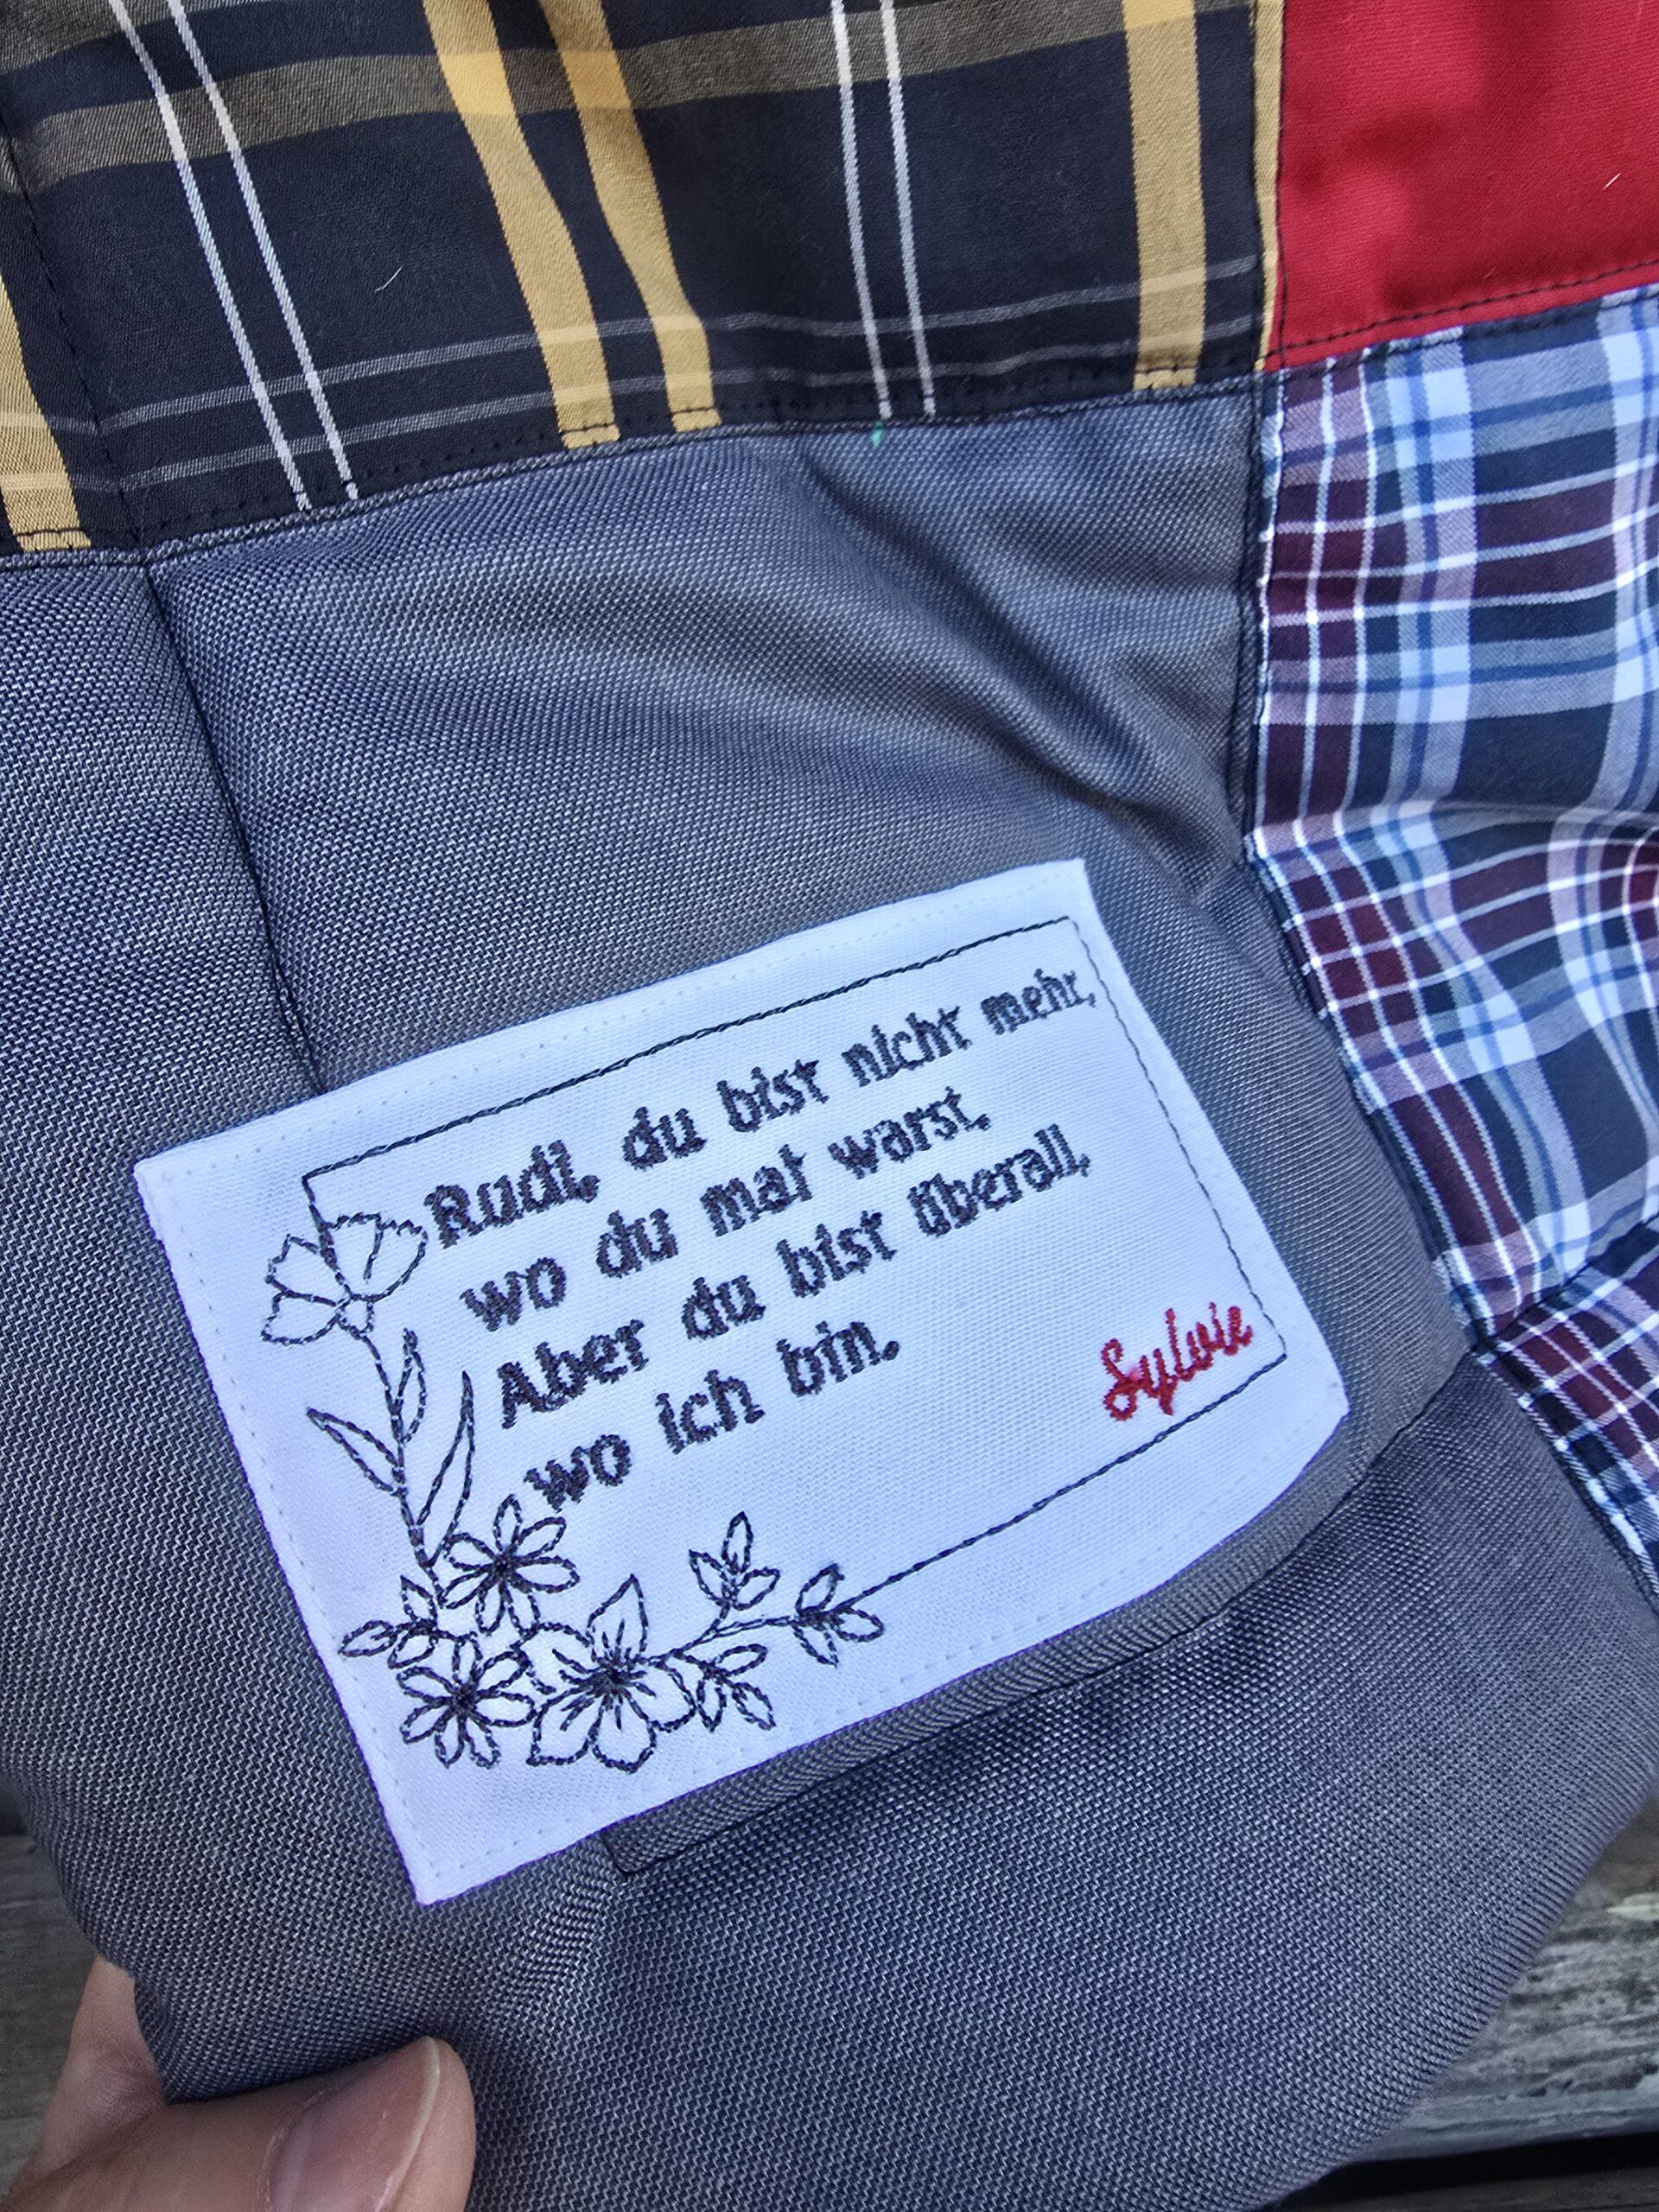 Rudi, du bist nicht mehr,
wo du mal warst.
Aber du bist überall,
wo ich bin.
Sylvie